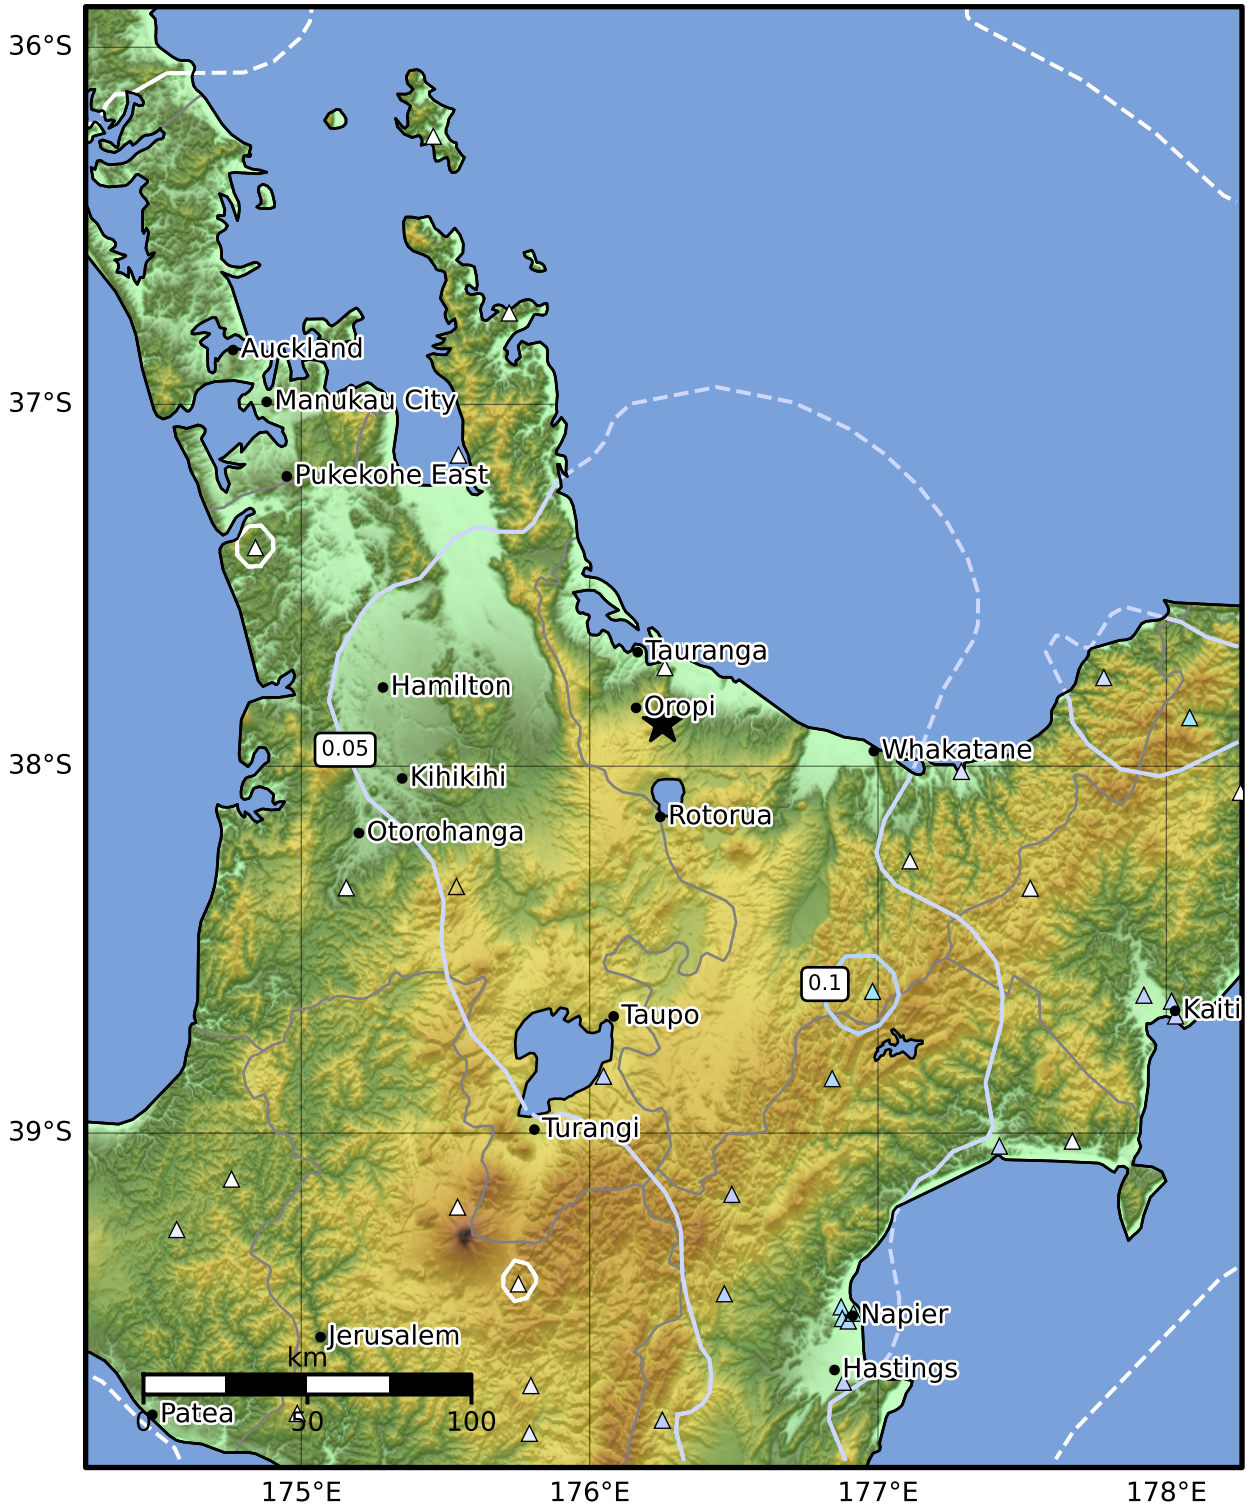 36°S
Auckland
37°S
Manukau City
Pukekohe East
Tauranga
Hamilton
Oropi
0.05
38°S
Whakatane
Kihikihi
Rotorua
Otorohanga
0.1
Kaiti
Taupo
39°S
Turangi
Napier
Jerusalem
km
Hastings
Patea
0 50 100
175°E 176°E 177°E 178°E